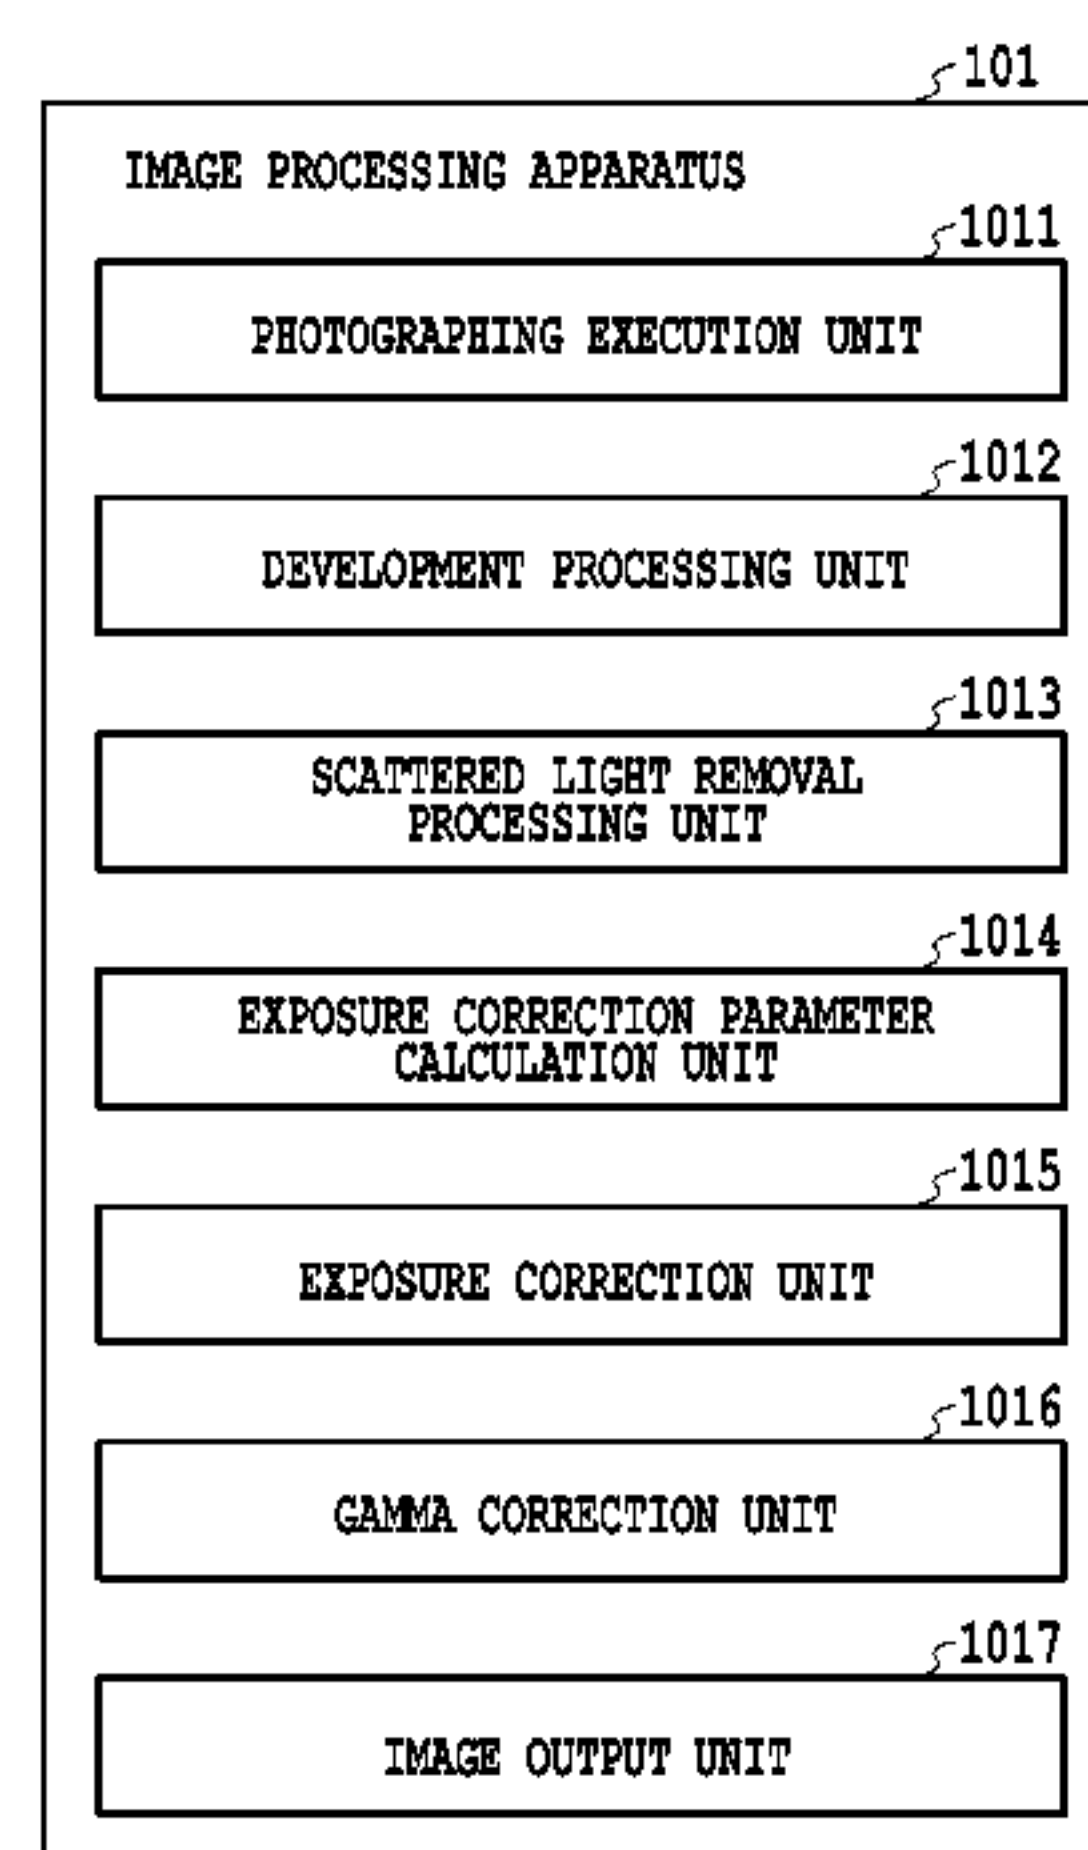 101
IMAGE PROCESSING APPARATUS
1011
PHOTOGRAPHING EXECUTION UNIT
1012
DEVELOPMENT PROCESSING UNIT
1013
SCATTERED LIGHT REMOVAL
PROCESSING UNIT
1014
EXPOSURE CORRECTION PARAMETER
CALCULATION UNIT
1015
EXPOSURE CORRECTION UNIT
1016
GAMMA CORRECTION UNIT
1017
IMAGE OUTPUT UNIT